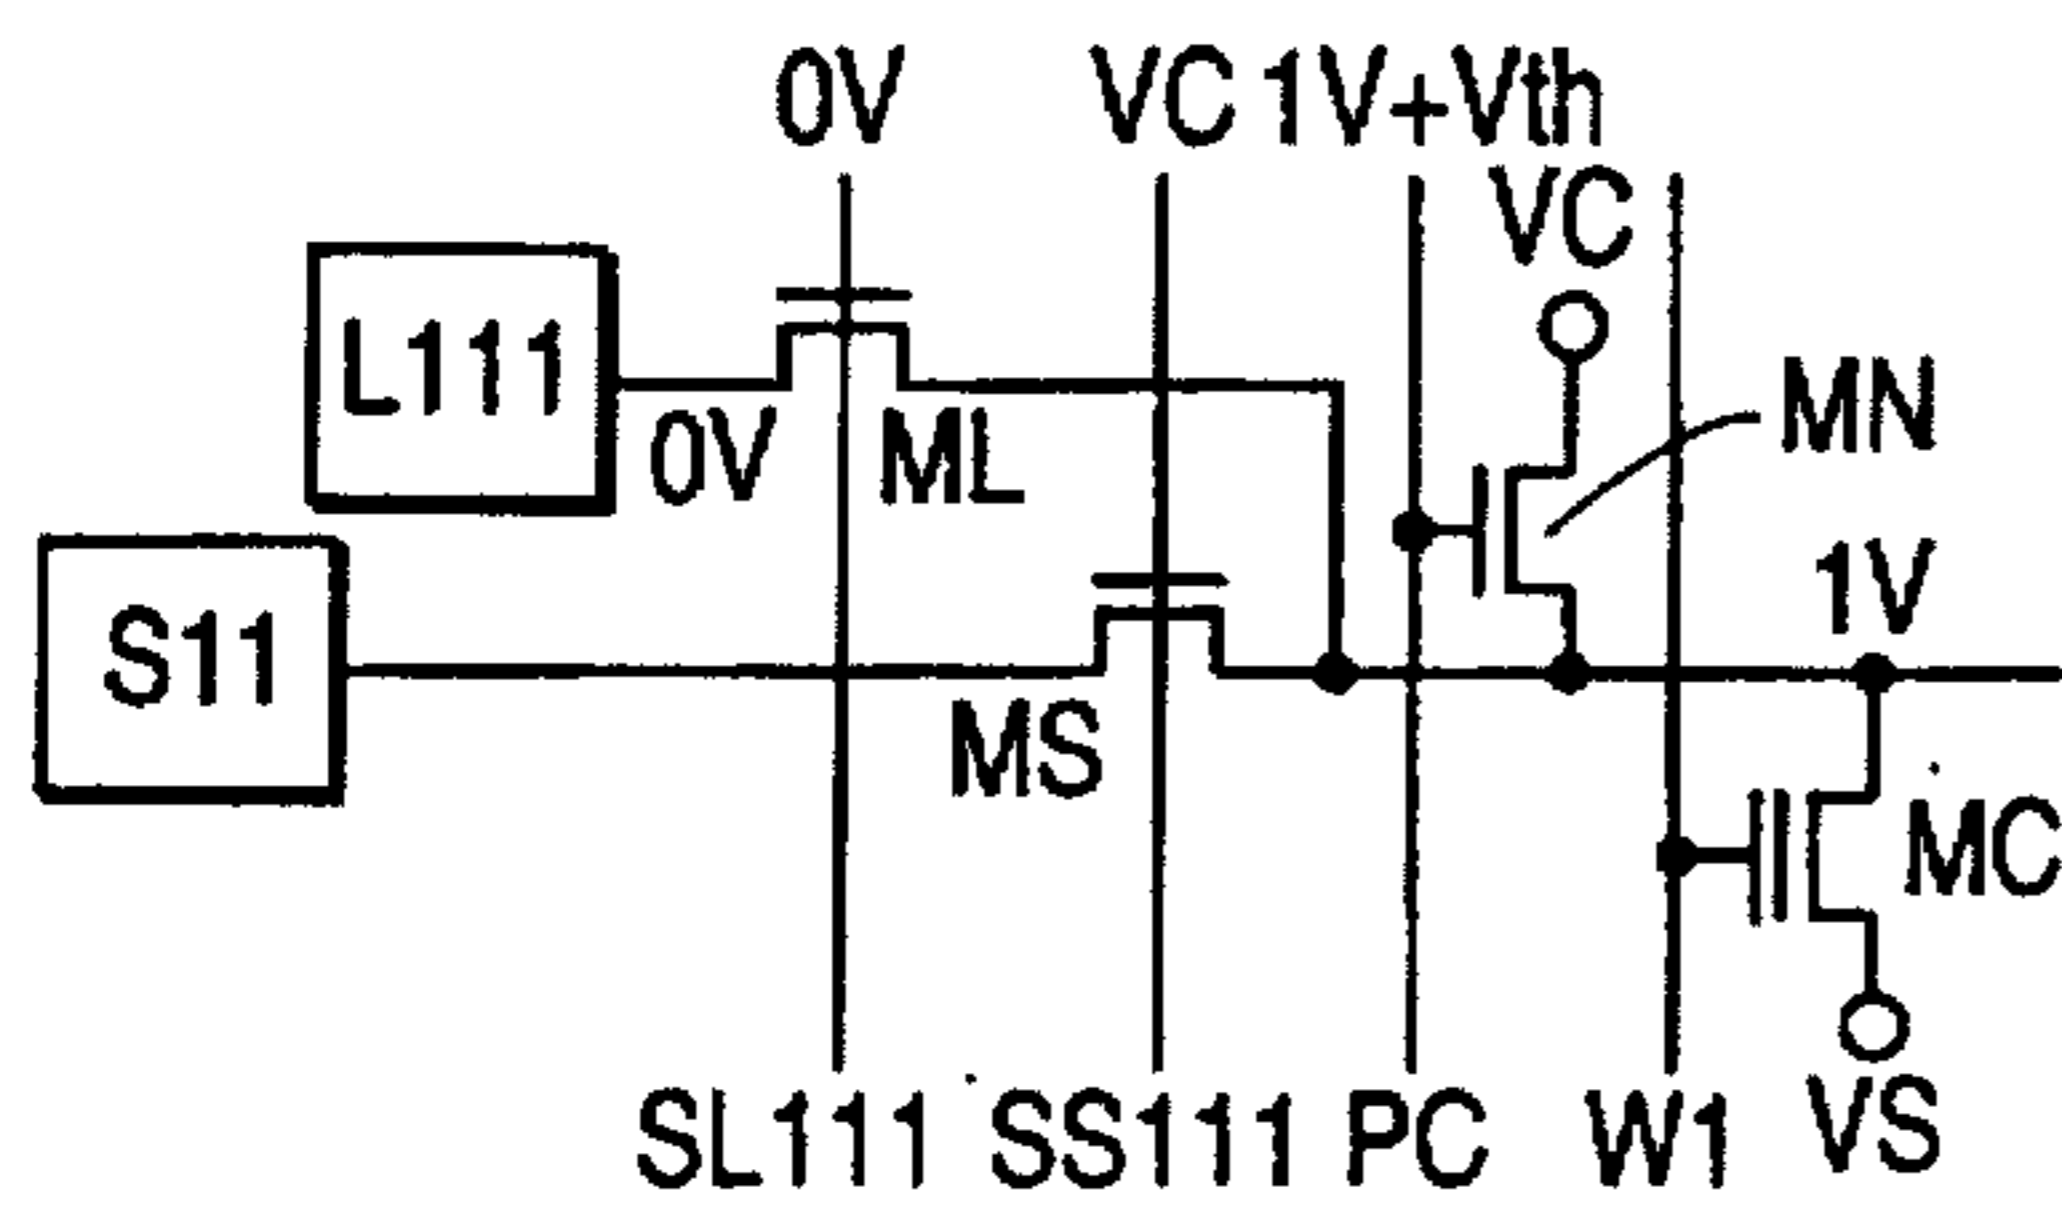 0V VC 1V+Vth
VC
L111
0V ML
MN
S11
1V
MS
MC
SL111 SS111 PC W1 VS